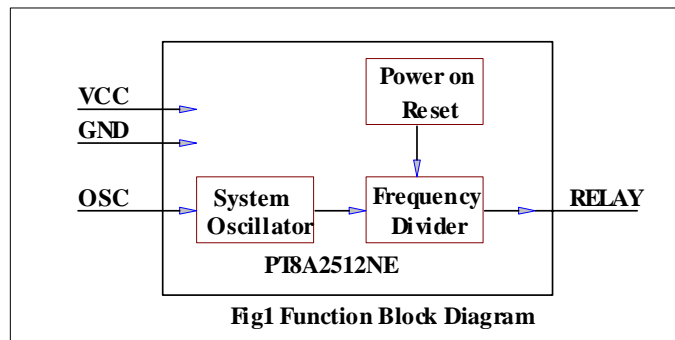 Power on
Reset
VCC
GND
OSC
System
Oscillator
Frequency
Divider
RELAY
PT8A2512NE
Fig1 Function Block Diagram